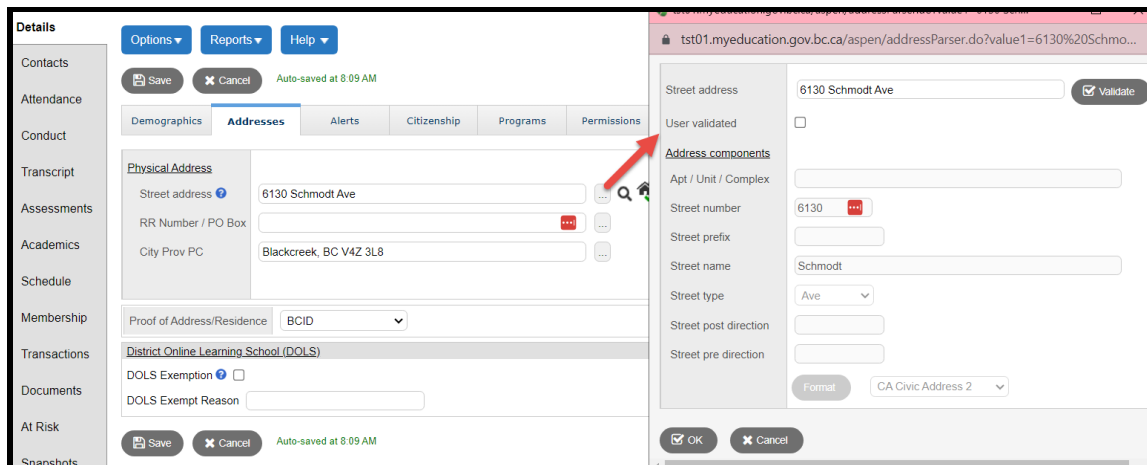 Details
Contacts
Attendance
Conduct
Transcript
Assessments
Academics
Schedule
Membership
Transactions
Documents
At Risk
Snapshots
Options Reports Help
Save Cancel Auto-saved at 8:09 AM
Demographics Addresses Alerts Citizenship Programs Permissions
Physical Address
Street address ? 6130 Schmodt Ave ...
RR Number / PO Box ...
City Prov PC Blackcreek, BC V4Z 3L8 ...
Proof of Address/Residence BCID
District Online Learning School (DOLS)
DOLS Exemption ?
DOLS Exempt Reason
Save Cancel Auto-saved at 8:09 AM
tst01.myeducation.gov.bc.ca/aspen/addressParser.do?value1=6130%20Schmo...
Street address 6130 Schmodt Ave Validate
User validated
Address components
Apt / Unit / Complex
Street number 6130
Street prefix
Street name Schmodt
Street type Ave
Street post direction
Street pre direction
Format CA Civic Address 2
OK Cancel